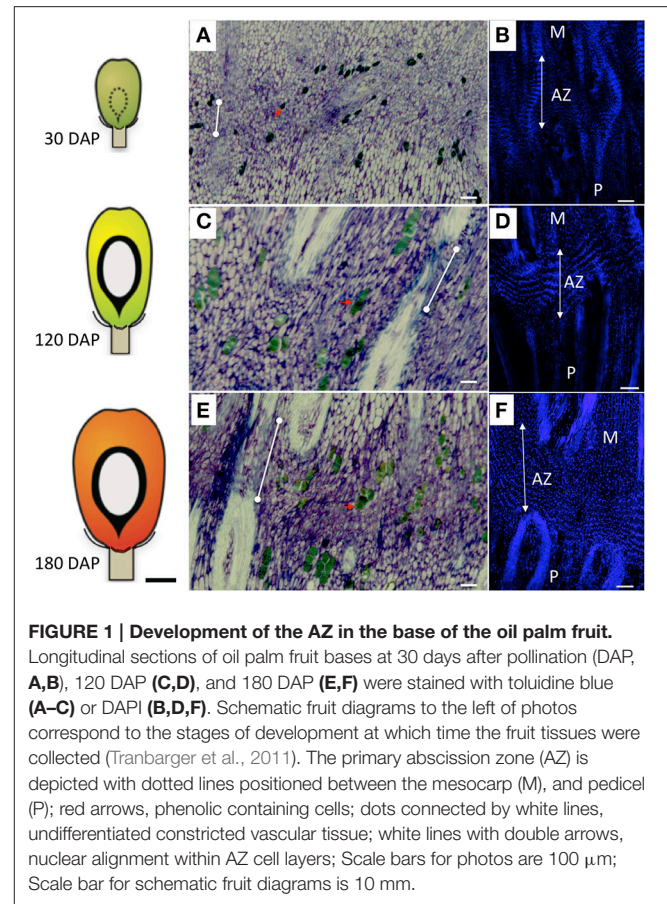 A
B
M
AZ
P
30 DAP
C
D
M
AZ
P
120 DAP
E
F
M
AZ
P
180 DAP
FIGURE 1 | Development of the AZ in the base of the oil palm fruit.
Longitudinal sections of oil palm fruit bases at 30 days after pollination (DAP,
A,B), 120 DAP (C,D), and 180 DAP (E,F) were stained with toluidine blue
(A–C) or DAPI (B,D,F). Schematic fruit diagrams to the left of photos
correspond to the stages of development at which time the fruit tissues were
collected (Tranbarger et al., 2011). The primary abscission zone (AZ) is
depicted with dotted lines positioned between the mesocarp (M), and pedicel
(P); red arrows, phenolic containing cells; dots connected by white lines,
undifferentiated constricted vascular tissue; white lines with double arrows,
nuclear alignment within AZ cell layers; Scale bars for photos are 100 μm;
Scale bar for schematic fruit diagrams is 10 mm.